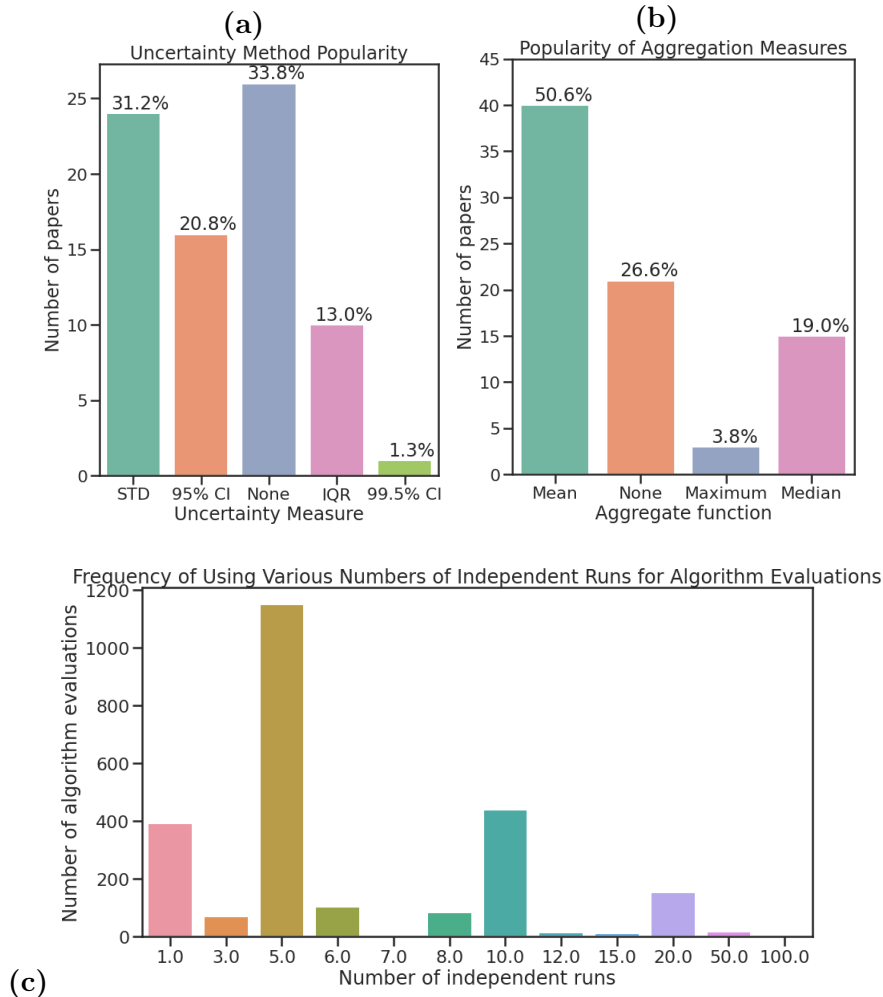 (a)
Uncertainty Method Popularity
Number of papers
25
20
15
10
5
0
31.2%
20.8%
33.8%
13.0%
1.3%
STD 95% CI None IQR 99.5% CI
Uncertainty Measure
(b)
Popularity of Aggregation Measures
Number of papers
45
40
35
30
25
20
15
10
5
0
50.6%
26.6%
3.8%
19.0%
Mean None Maximum Median
Aggregate function
Frequency of Using Various Numbers of Independent Runs for Algorithm Evaluations
Number of algorithm evaluations
1200
1000
800
600
400
200
0
1.0 3.0 5.0 6.0 7.0 8.0 10.0 12.0 15.0 20.0 50.0 100.0
Number of independent runs
(c)